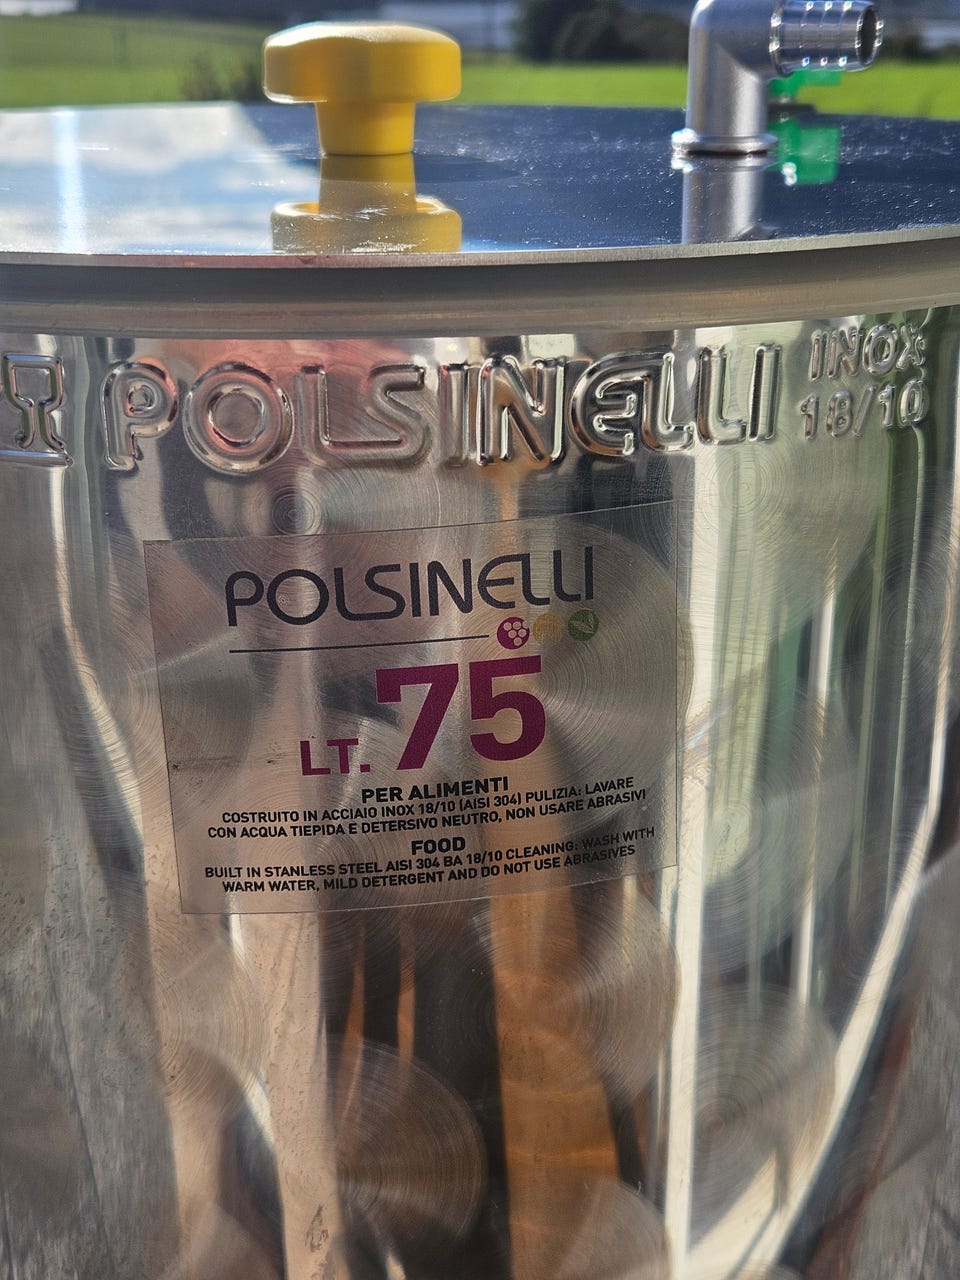 POLSINELLI INOX
18/10
POLSINELLI
LT. 75
PER ALIMENTI
COSTRUITO IN ACCIAIO INOX 18/10 (AISI 304) PULIZIA: LAVARE
CON ACQUA TIEPIDA E DETERSIVO NEUTRO, NON USARE ABRASIVI
FOOD
BUILT IN STANLESS STEEL AISI 304 BA 18/10 CLEANING: WASH WITH
WARM WATER, MILD DETERGENT AND DO NOT USE ABRASIVES